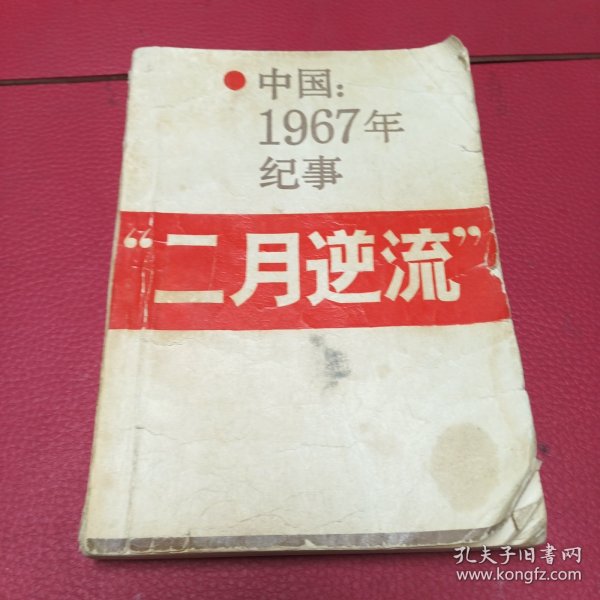 中国：
1967年
纪事
“二月逆流”
孔夫子旧书网
www.kongfz.com